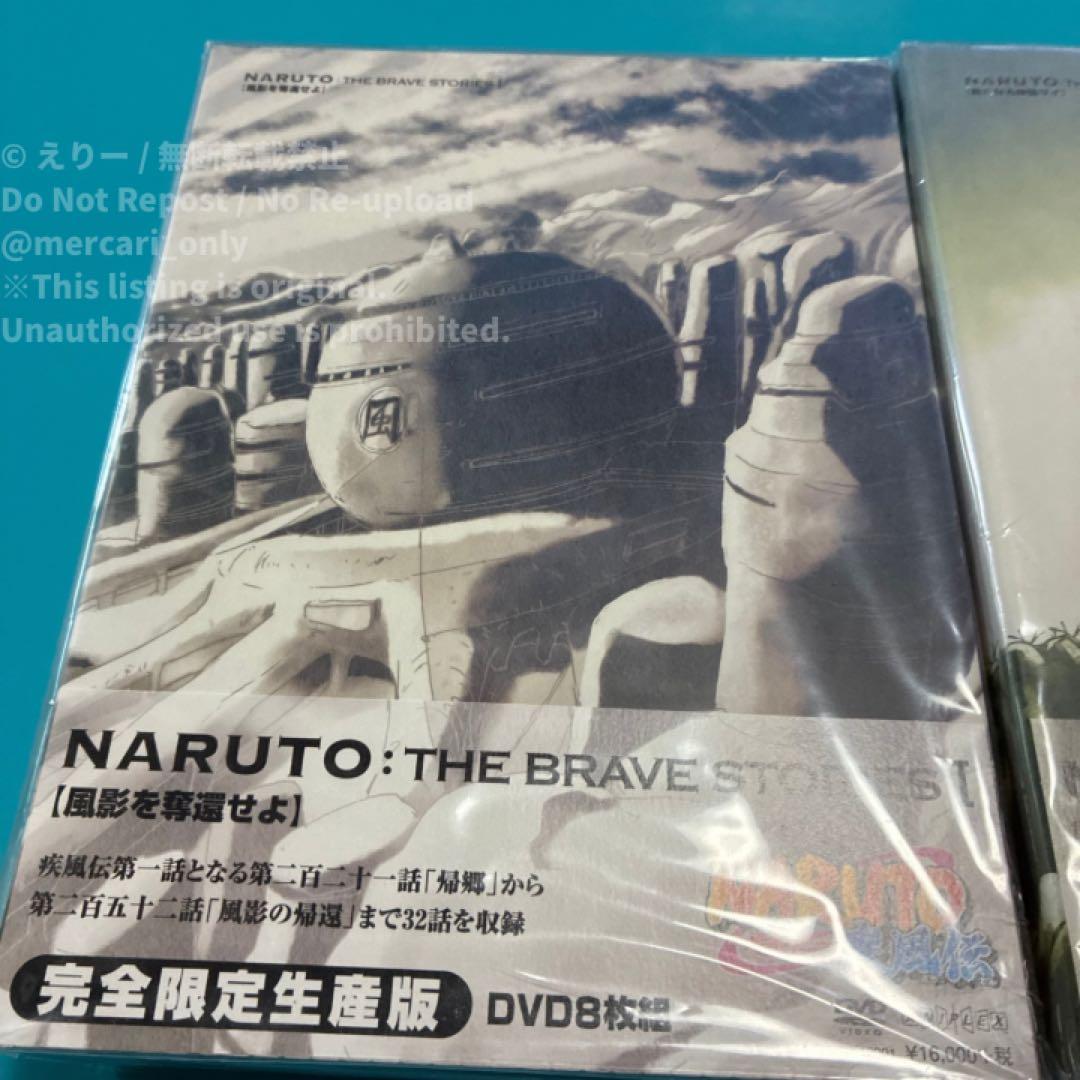 NARUTO : THE BRAVE STORIES I
【風影を奪還せよ】
NARUTO
© えりー / 無断転載禁止
Do Not Repost / No Re-upload
@mercari_only
※This listing is original.
Unauthorized use is prohibited.
風
NARUTO : THE BRAVE STORIES I
【風影を奪還せよ】
疾風伝第一話となる第二百二十一話「帰郷」から
第二百五十二話「風影の帰還」まで32話を収録
NARUTO
疾風伝
完全限定生産版 DVD8枚組
DVD
VIDEO
¥16,000+税